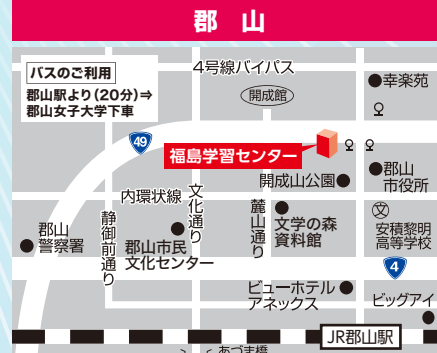 郡 山
バスのご利用
郡山駅より(20分)⇒
郡山女子大学下車
4号線バイパス
開成館
幸楽苑
49
福島学習センター
開成山公園
郡山
市役所
内環状線
文化通り
静御前通り
麓山通り
文学の森
資料館
文
安積黎明
高等学校
郡山
警察署
郡山市民
文化センター
4
ビューホテル
アネックス
ビッグアイ
JR郡山駅
あづま橋